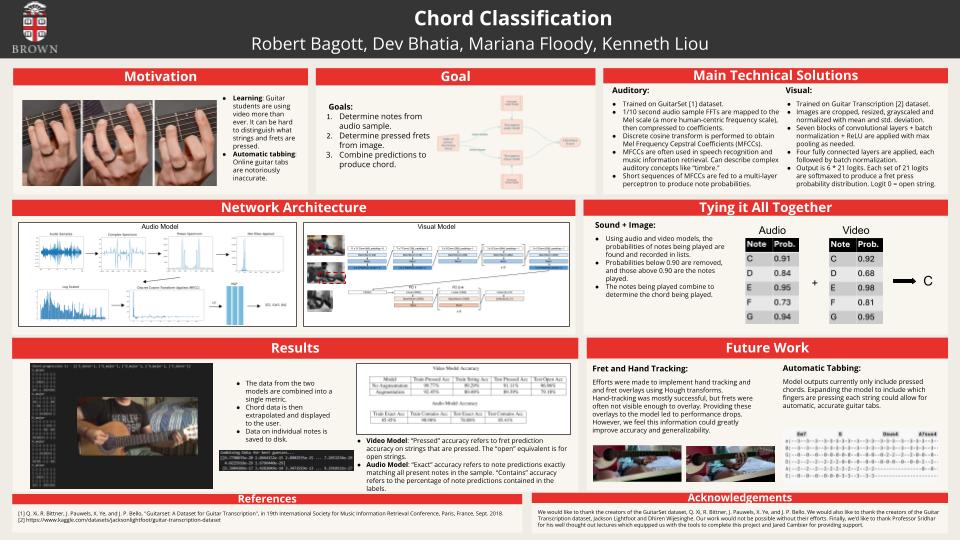 BROWN
Chord Classification
Robert Bagott, Dev Bhatia, Mariana Floody, Kenneth Liou
Motivation
● Learning: Guitar
students are using
video more than
ever. It can be hard
to distinguish what
strings and frets are
pressed.
● Automatic tabbing:
Online guitar tabs
are notoriously
inaccurate.
Goal
Goals:
1. Determine notes from
audio sample.
2. Determine pressed frets
from image.
3. Combine predictions to
produce chord.
Main Technical Solutions
Auditory:
● Trained on GuitarSet [1] dataset.
● 1/10 second audio sample FFTs are mapped to the
Mel scale (a more human-centric frequency scale),
then compressed to coefficients.
● Discrete cosine transform is performed to obtain
Mel Frequency Cepstral Coefficients (MFCCs).
● MFCCs are often used in speech recognition and
music information retrieval. Can describe complex
auditory concepts like "timbre."
● Short sequences of MFCCs are fed to a multi-layer
perceptron to produce note probabilities.
Visual:
● Trained on Guitar Transcription [2] dataset.
● Images are cropped, resized, grayscaled and
normalized with mean and std. deviation.
● Seven blocks of convolutional layers + batch
normalization + ReLU are applied with max
pooling as needed.
● Four fully connected layers are applied, each
followed by batch normalization.
● Output is 6 * 21 logits. Each set of 21 logits
are softmaxed to produce a fret press
probability distribution. Logit 0 = open string.
Network Architecture
Audio Model
Audio Samples
Complex Spectrum
Log Scaled
Discrete Cosine Transform Applied (MFCC)
MLP
Visual Model
Tying it All Together
Sound + Image:
● Using audio and video models, the
probabilities of notes being played are
found and recorded in lists.
● Probabilities below 0.90 are removed,
and those above 0.90 are the notes
played.
● The notes being played combine to
determine the chord being played.
Audio
Note Prob.
C 0.91
D 0.84
E 0.95
F 0.73
G 0.94
+
Video
Note Prob.
C 0.92
D 0.68
E 0.98
F 0.81
G 0.95
C
Results
● The data from the two
models are combined into a
single metric.
● Chord data is then
extrapolated and displayed
to the user.
● Data on individual notes is
saved to disk.
Video Model Accuracy
Model Train Pressed Acc Train String Acc Test Pressed Acc Test Open Acc
No Augmentation
Augmentation
Audio Model Accuracy
Train Exact Acc Train Contains Acc Test Exact Acc Test Contains Acc
● Video Model: "Pressed" accuracy refers to fret prediction
accuracy on strings that are pressed. The "open" equivalent is for
open strings.
● Audio Model: "Exact" accuracy refers to note predictions exactly
matching all present notes in the sample. "Contains" accuracy
refers to the percentage of note predictions contained in the
labels.
Future Work
Fret and Hand Tracking:
Efforts were made to implement hand tracking
and fret overlays using Hough transforms.
Hand-tracking was mostly successful, but frets were
often not visible enough to overlay. Providing these
overlays to the model led to performance drops.
However, we feel this information could greatly
improve accuracy and generalizability.
Automatic Tabbing:
Model outputs currently only include pressed
chords. Expanding the model to include which
fingers are pressing each string could allow for
automatic, accurate guitar tabs.
References
[1] Q. Xi, R. Bittner, J. Pauwels, X. Ye, and J. P. Bello, "Guitarset: A Dataset for Guitar Transcription", in 19th International Society for Music Information Retrieval Conference, Paris, France, Sept. 2018.
[2] https://www.kaggle.com/datasets/jacksonlightfoot/guitar-transcription-dataset
Acknowledgements
We would like to thank the creators of the GuitarSet dataset, Q. Xi, R. Bittner, J. Pauwels, X. Ye, and J. P. Bello. We would also like to thank the creators of the Guitar
Transcription dataset, Jackson Lightfoot and Dhiren Wijesinghe. Our work would not be possible without their efforts. Finally, we'd like to thank Professor Sridhar
for his well thought out lectures which equipped us with the tools to complete this project and Jared Cambier for providing support.